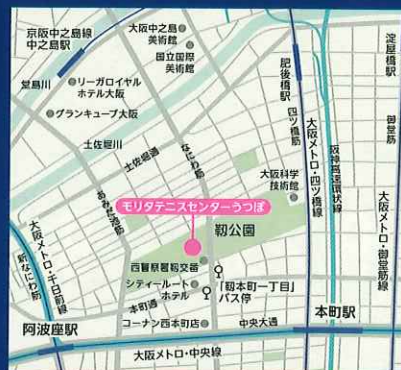 京阪中之島線
中之島駅
大阪中之島
美術館
国立国際
美術館
淀屋橋駅
肥後橋駅
堂島川
リーガロイヤル
ホテル大阪
グランキューブ大阪
御堂筋
四ツ橋筋
大阪メトロ・四ツ橋線
阪神高速環状線
土佐堀川
土佐堀通
なにわ筋
あみだ池筋
大阪科学
技術館
モリタテニスセンターうつぼ
靭公園
大阪メトロ・御堂筋線
大阪メトロ・千日前線
新なにわ筋
西警察署靭交番
シティールート
ホテル
「靭本町一丁目」
バス停
本町通
コーナン西本町店
中央大通
本町駅
阿波座駅
大阪メトロ・中央線